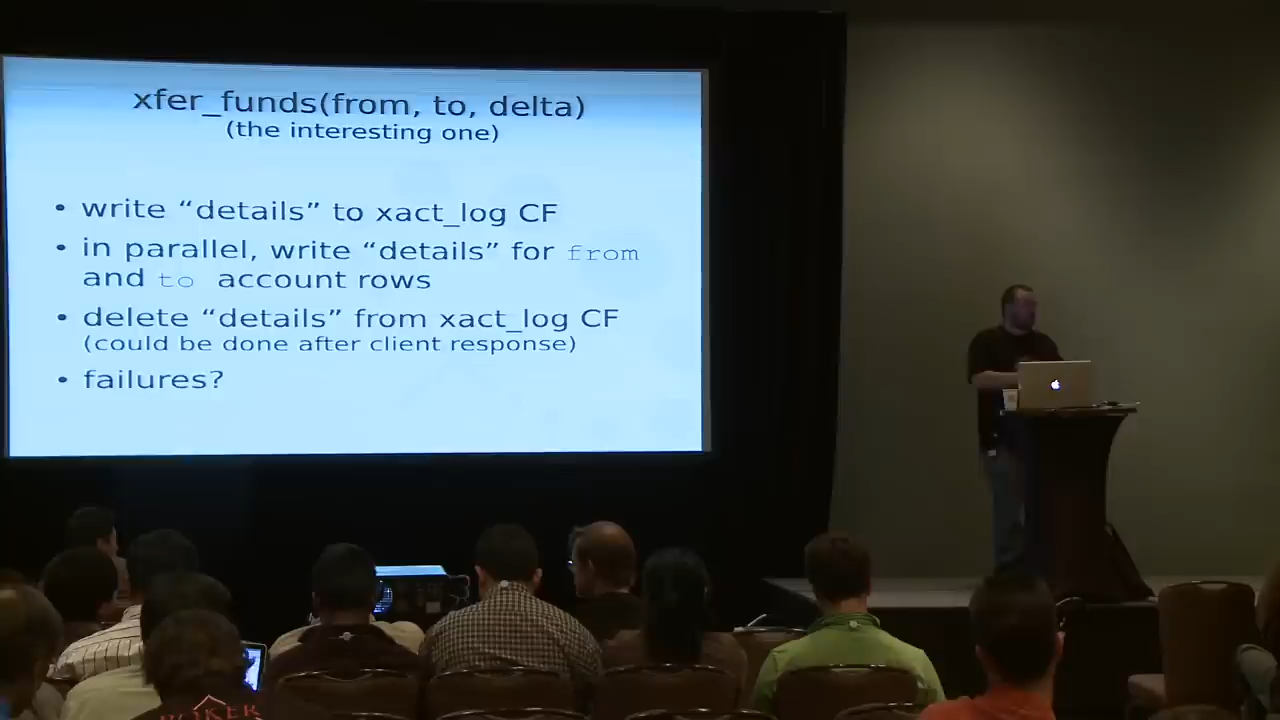 xfer_funds(from, to, delta)
(the interesting one)
• write “details” to xact_log CF
• in parallel, write “details” for from
and to account rows
• delete “details” from xact_log CF
(could be done after client response)
• failures?
POKER